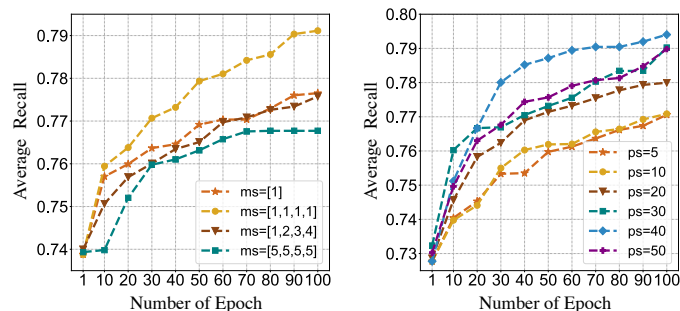 0.79
0.78
0.77
0.76
0.75
0.74
Average Recall
1 10 20 30 40 50 60 70 80 90 100
Number of Epoch
ms=[1]
ms=[1,1,1,1]
ms=[1,2,3,4]
ms=[5,5,5,5]
0.80
0.79
0.78
0.77
0.76
0.75
0.74
0.73
Average Recall
1 10 20 30 40 50 60 70 80 90 100
Number of Epoch
ps=5
ps=10
ps=20
ps=30
ps=40
ps=50